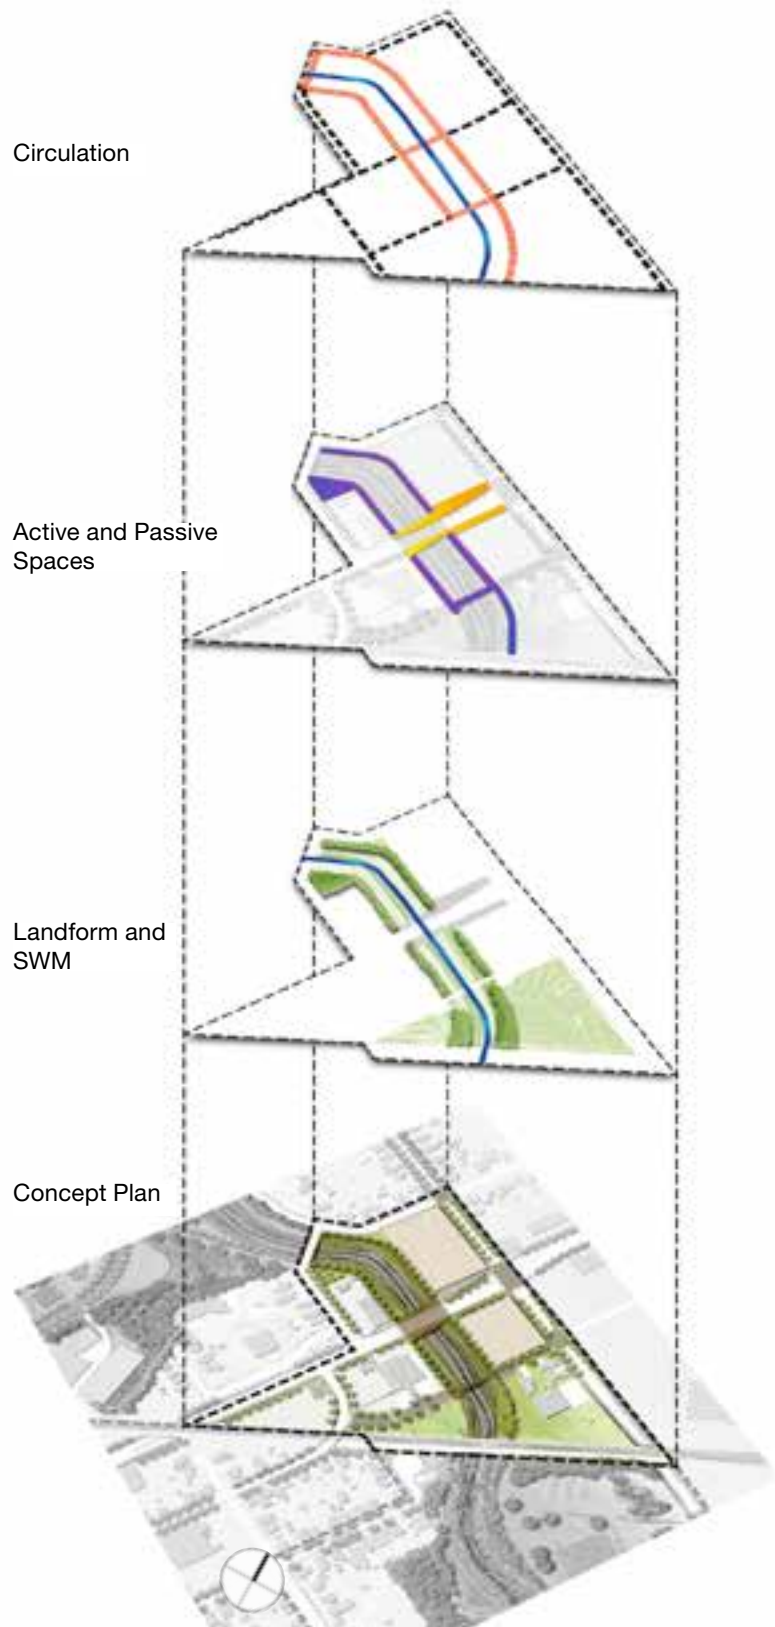 Circulation
Active and Passive
Spaces
Landform and
SWM
Concept Plan